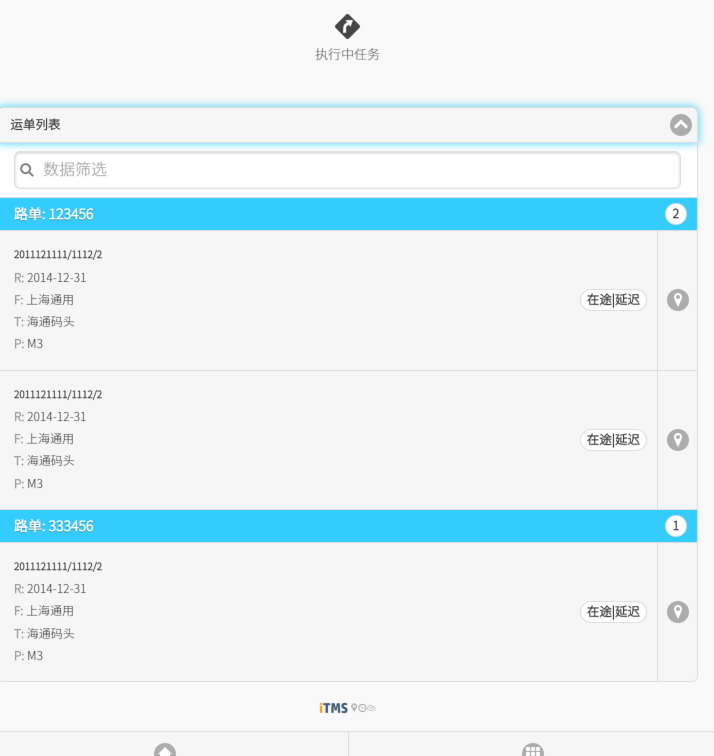 执行中任务
运单列表
数据筛选
路单: 123456 2
2011121111/1112/2
R: 2014-12-31
F: 上海通用
在途|延迟
T: 海通码头
P: M3
2011121111/1112/2
R: 2014-12-31
F: 上海通用
在途|延迟
T: 海通码头
P: M3
路单: 333456 1
2011121111/1112/2
R: 2014-12-31
F: 上海通用
在途|延迟
T: 海通码头
P: M3
iTMS